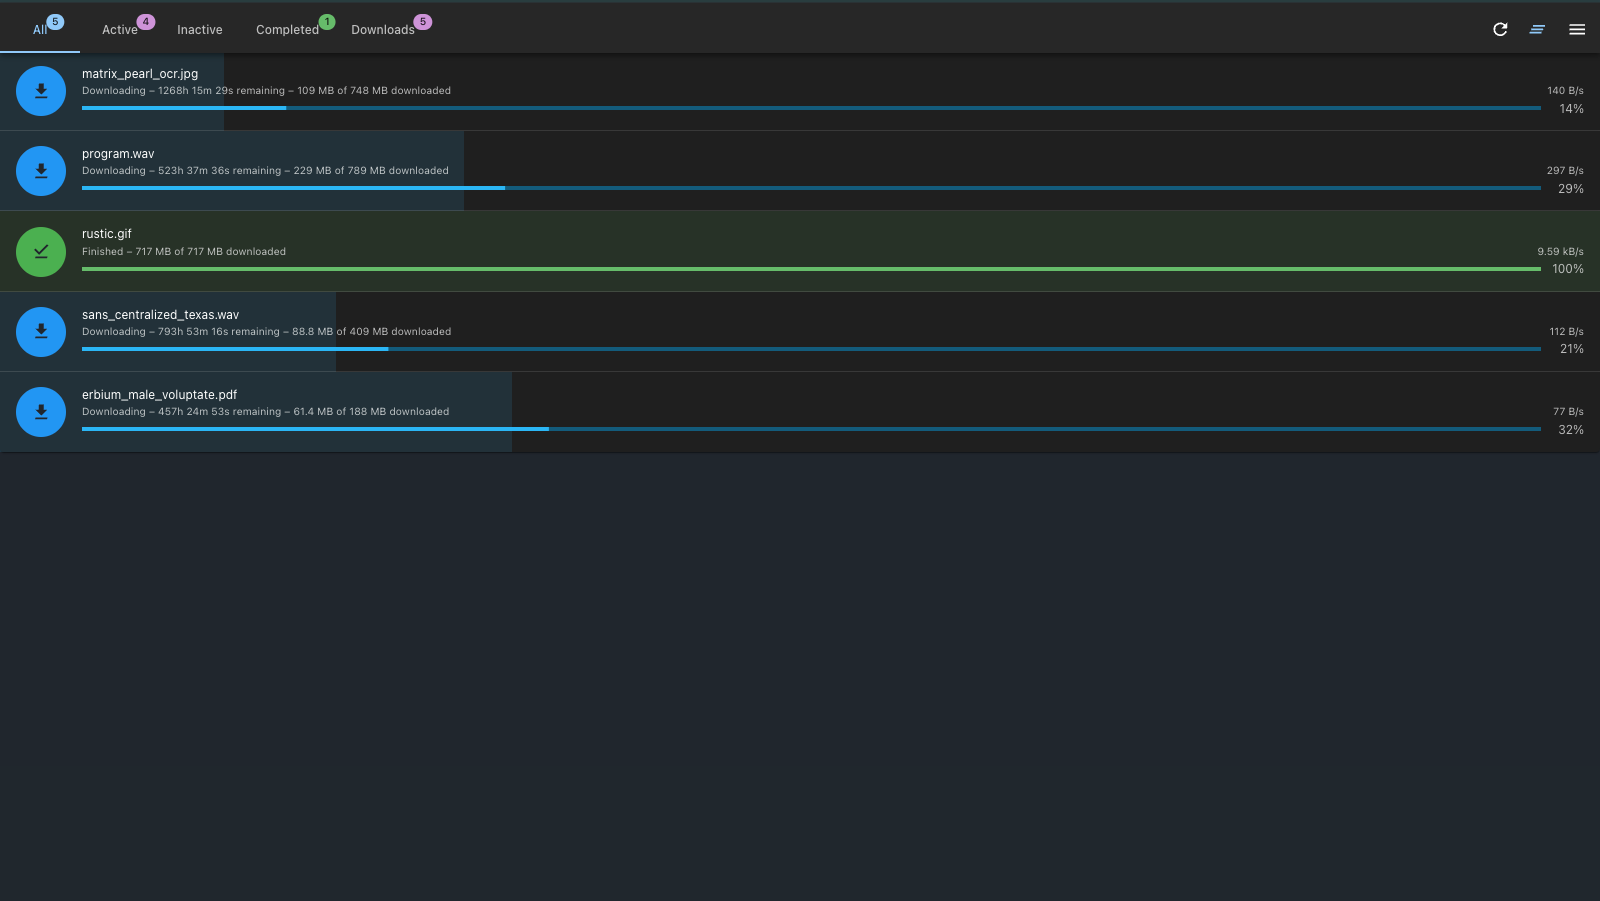 All 5 Active 4 Inactive Completed 1 Downloads 5
matrix_pearl_ocr.jpg
Downloading – 1268h 15m 29s remaining – 109 MB of 748 MB downloaded 140 B/s
14%
program.wav
Downloading – 523h 37m 36s remaining – 229 MB of 789 MB downloaded 297 B/s
29%
rustic.gif
Finished – 717 MB of 717 MB downloaded 9.59 kB/s
100%
sans_centralized_texas.wav
Downloading – 793h 53m 16s remaining – 88.8 MB of 409 MB downloaded 112 B/s
21%
erbium_male_voluptate.pdf
Downloading – 457h 24m 53s remaining – 61.4 MB of 188 MB downloaded 77 B/s
32%